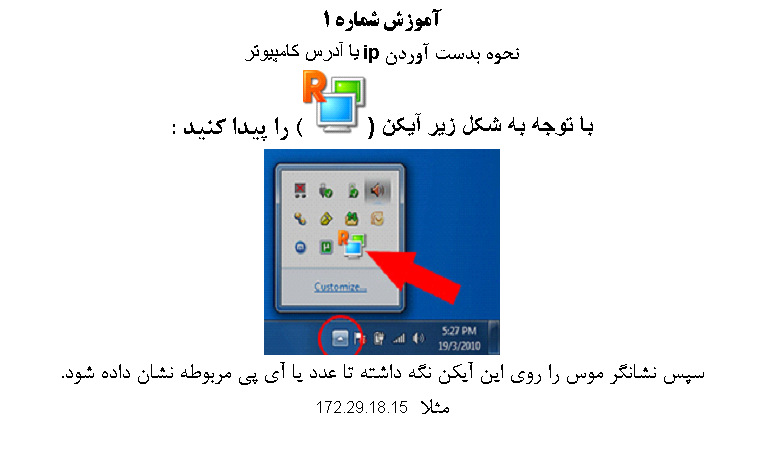 آموزش شماره ۱
نحوه بدست آوردن ip یا آدرس کامپیوتر
با توجه به شکل زیر آیکن (R) را پیدا کنید :
Customize...
5:27 PM
19/3/2010
سپس نشانگر موس را روی این آیکن نگه داشته تا عدد یا آی پی مربوطه نشان داده شود.
مثلا 172.29.18.15